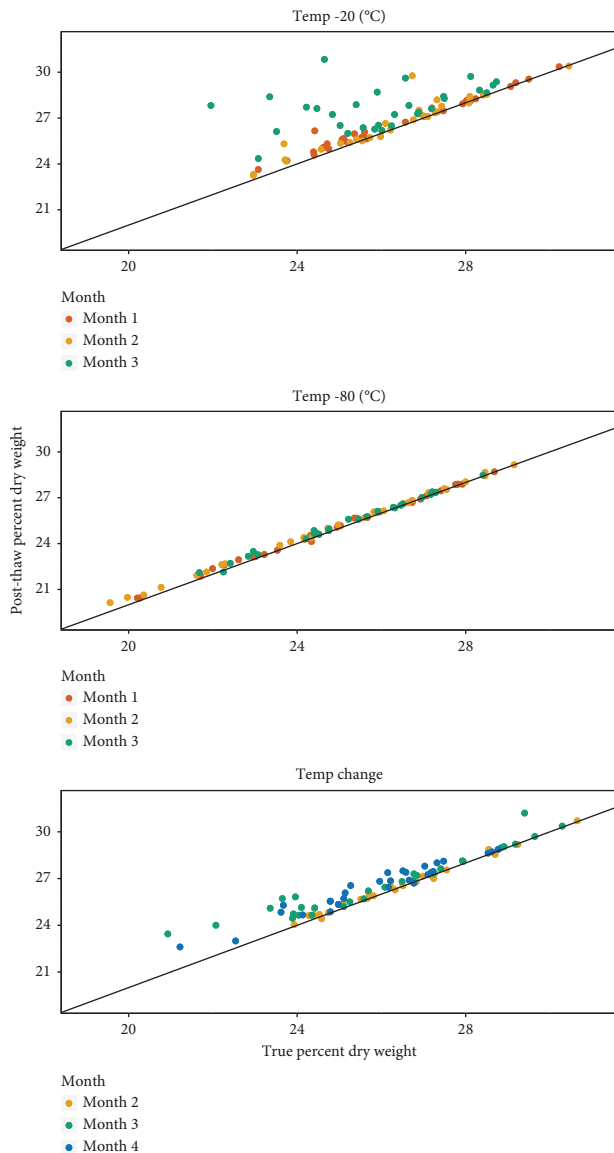 Temp -20 (°C)
30
27
24
21
20 24 28
Month
Month 1
Month 2
Month 3
Temp -80 (°C)
30
27
24
21
Post-thaw percent dry weight
20 24 28
Month
Month 1
Month 2
Month 3
Temp change
30
27
24
21
20 24 28
True percent dry weight
Month
Month 2
Month 3
Month 4